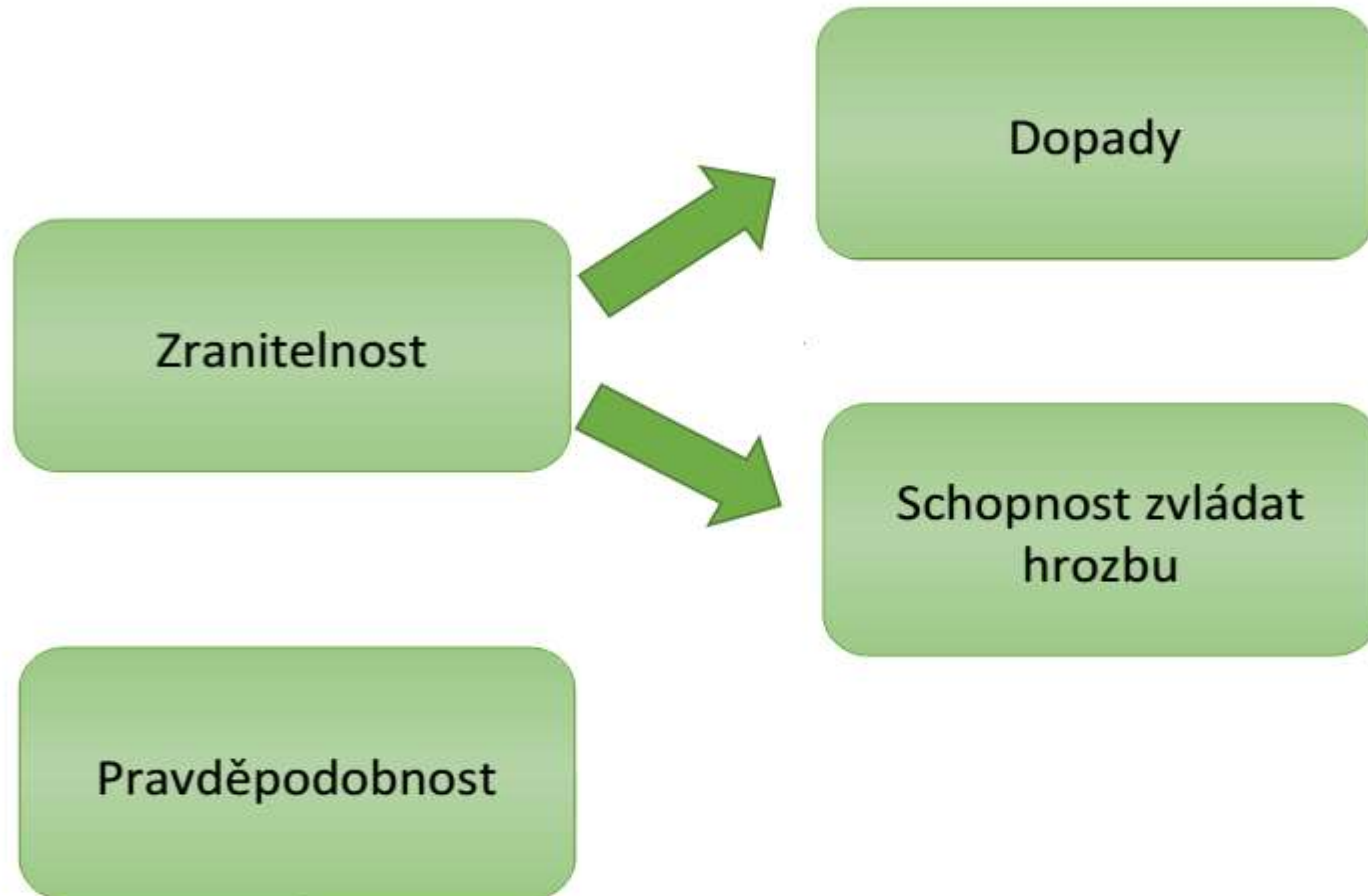 Dopady
Zranitelnost
Schopnost zvládat
hrozbu
Pravděpodobnost